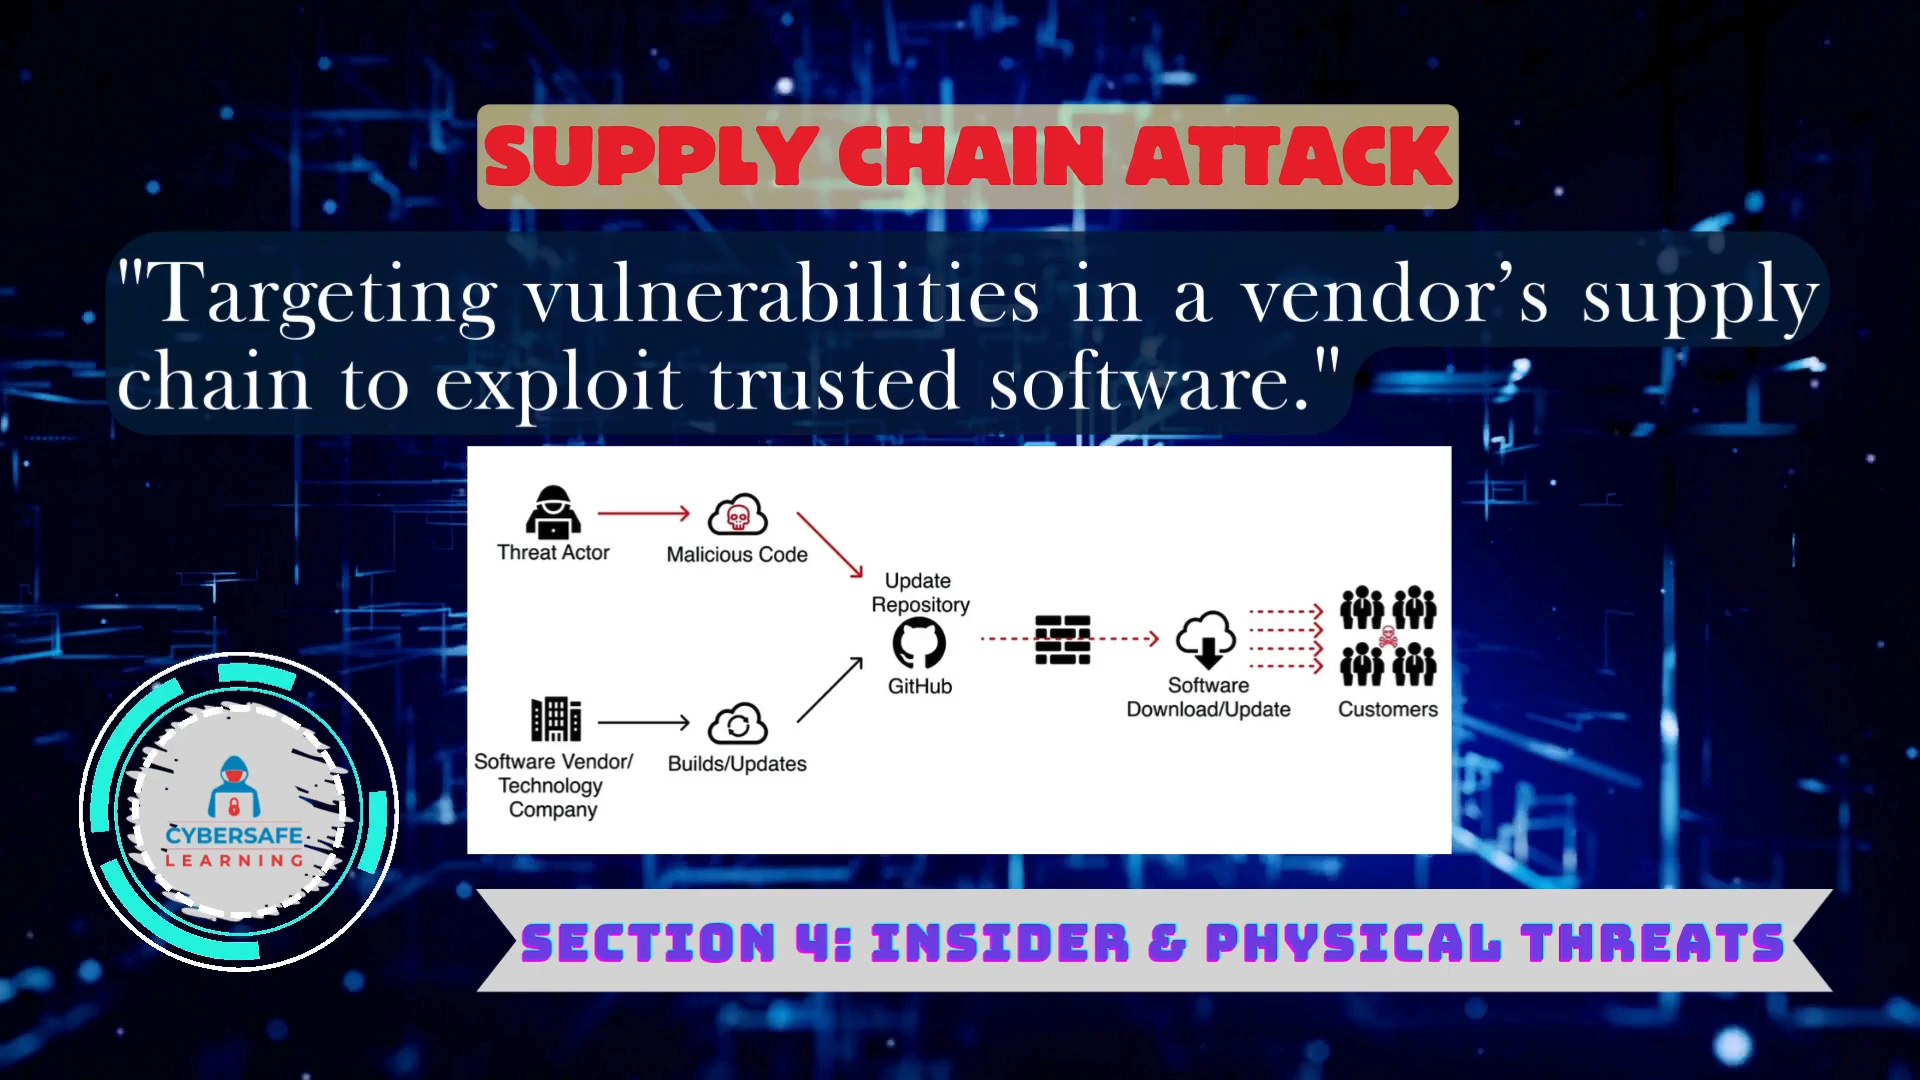 SUPPLY CHAIN ATTACK
"Targeting vulnerabilities in a vendor’s supply
chain to exploit trusted software."
Threat Actor
Malicious Code
Update
Repository
GitHub
Software
Download/Update
Customers
Software Vendor/
Technology
Company
Builds/Updates
CYBERSAFE
LEARNING
SECTION 4: INSIDER & PHYSICAL THREATS